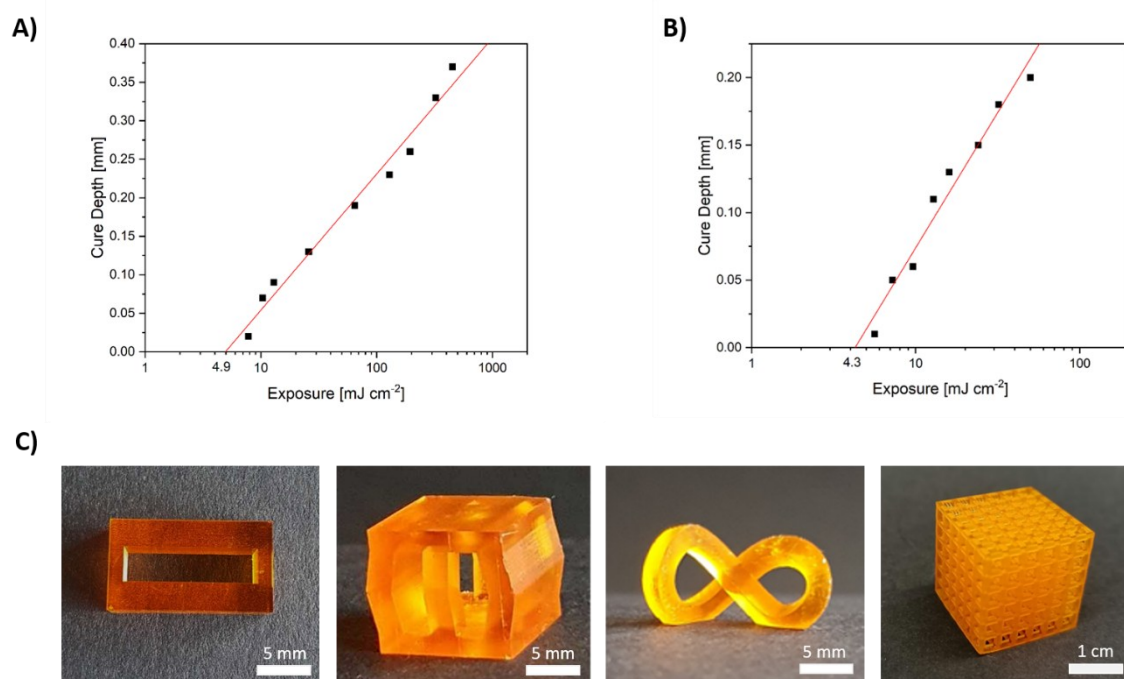 A)
0.40
0.35
0.30
0.25
0.20
0.15
0.10
0.05
0.00
Cure Depth [mm]
1 4.9 10 100 1000
Exposure [mJ cm⁻²]
B)
0.20
0.15
0.10
0.05
0.00
Cure Depth [mm]
1 4.3 10 100
Exposure [mJ cm⁻²]
C)
5 mm
5 mm
5 mm
1 cm